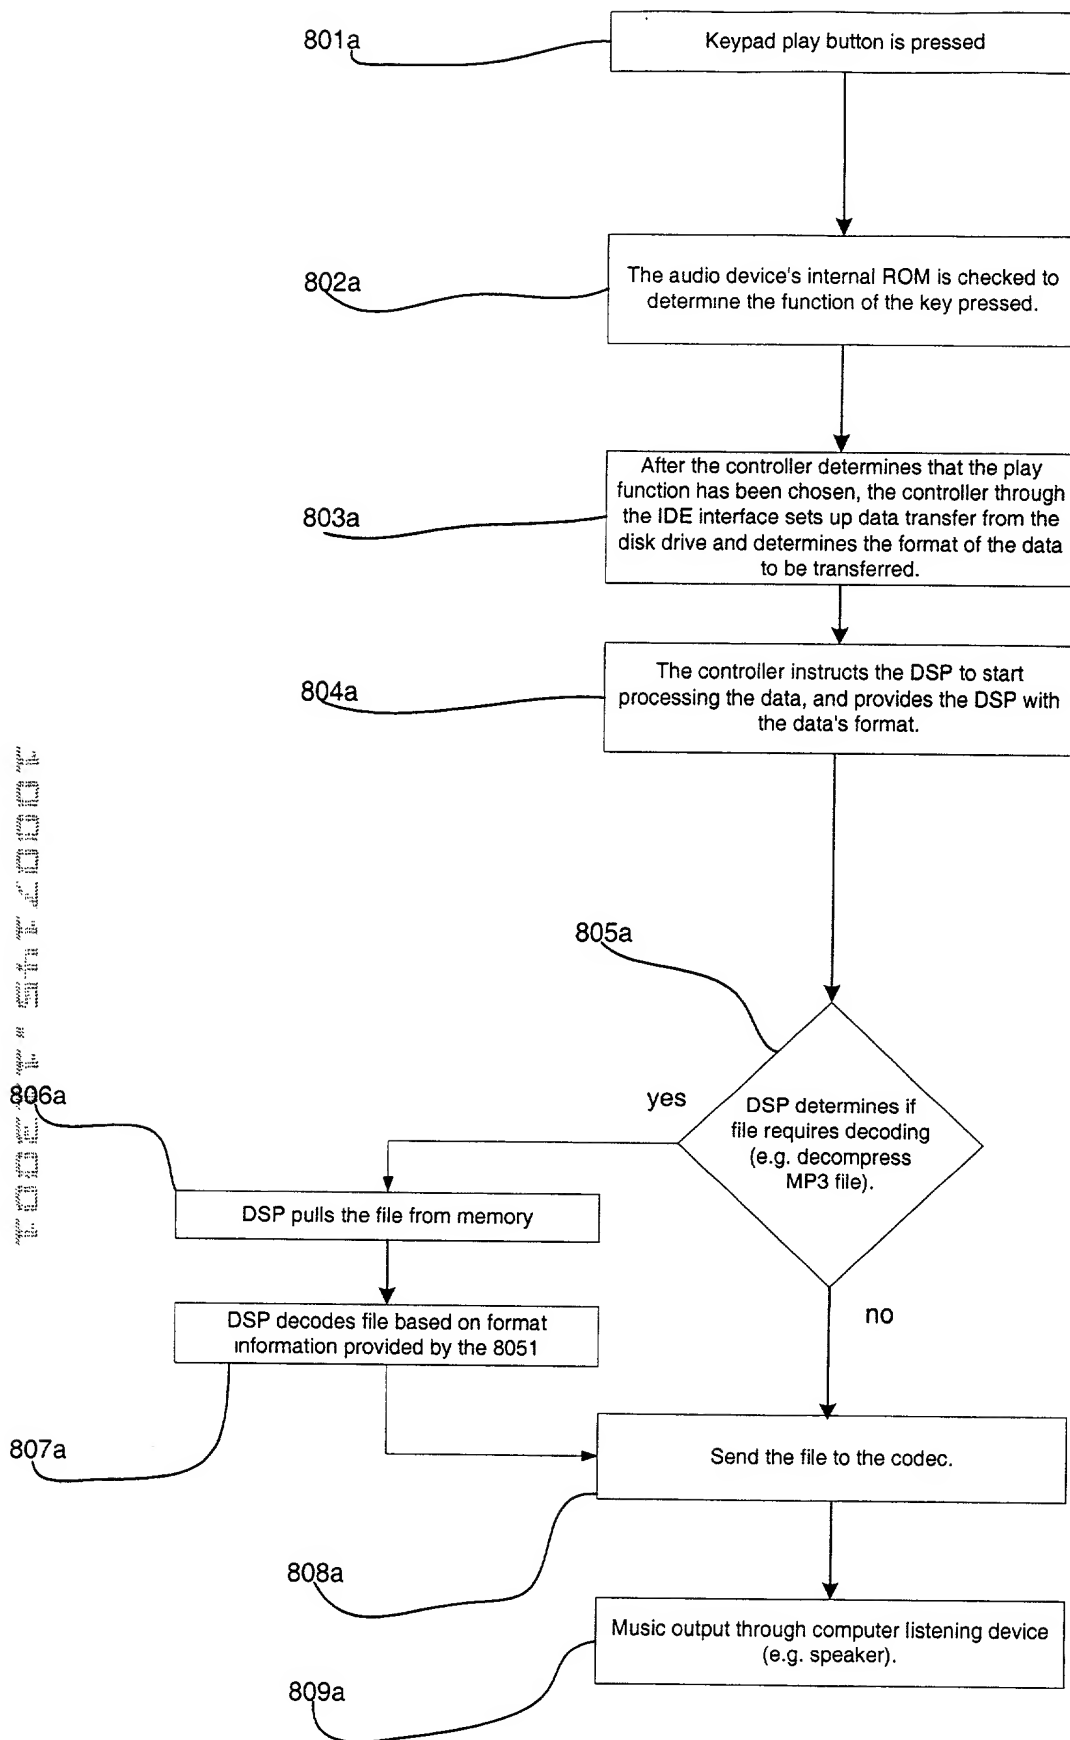 801a
Keypad play button is pressed
802a
The audio device's internal ROM is checked to
determine the function of the key pressed.
803a
After the controller determines that the play
function has been chosen, the controller through
the IDE interface sets up data transfer from the
disk drive and determines the format of the data
to be transferred.
804a
The controller instructs the DSP to start
processing the data, and provides the DSP with
the data's format.
805a
DSP determines if
file requires decoding
(e.g. decompress
MP3 file).
yes
no
806a
DSP pulls the file from memory
807a
DSP decodes file based on format
information provided by the 8051
808a
Send the file to the codec.
809a
Music output through computer listening device
(e.g. speaker).